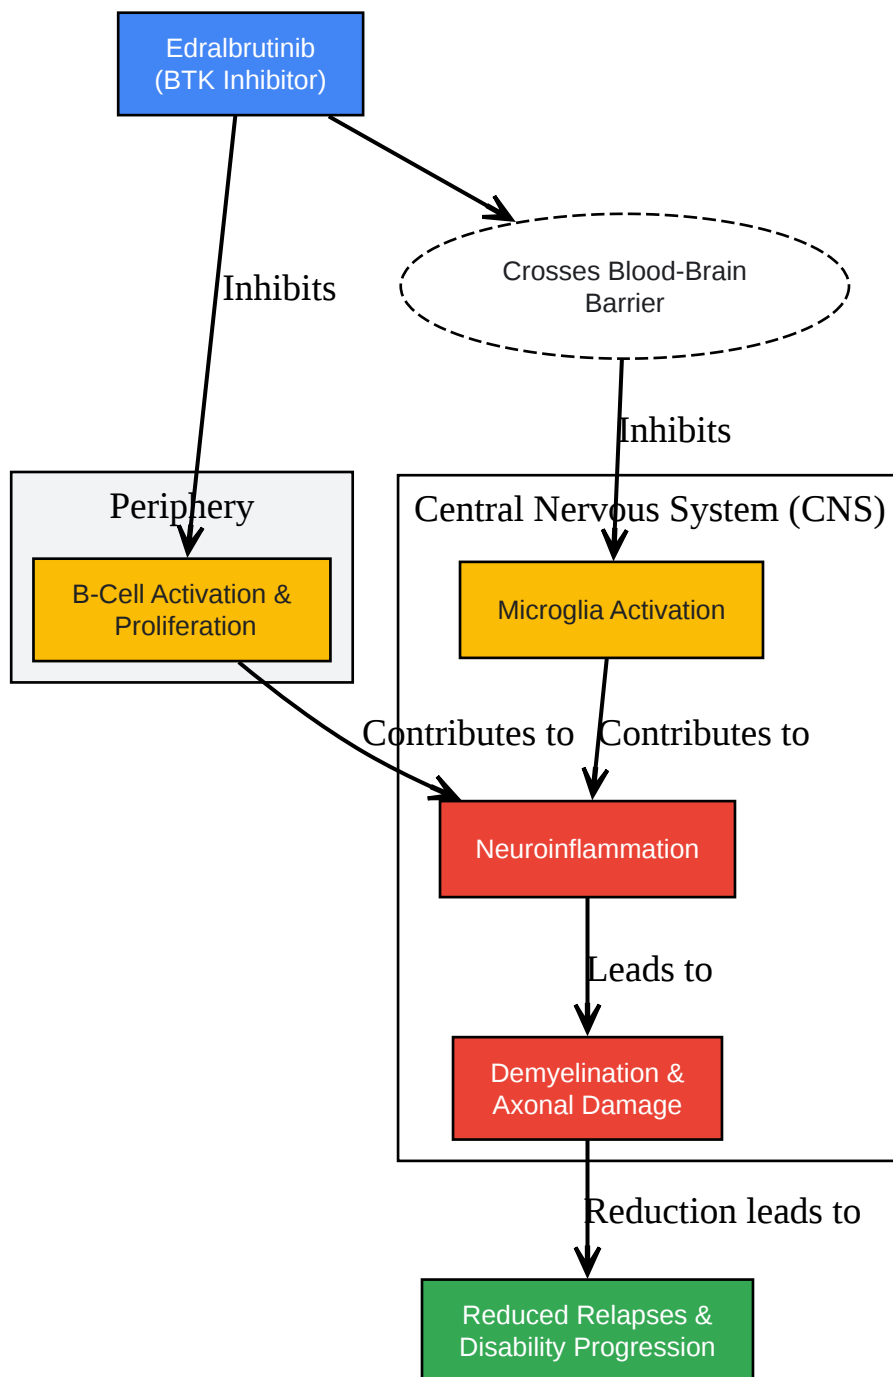 Edralbrutinib
(BTK Inhibitor)
Crosses Blood-Brain
Barrier
Inhibits
Inhibits
Periphery
Central Nervous System (CNS)
B-Cell Activation &
Proliferation
Microglia Activation
Contributes to
Contributes to
Neuroinflammation
Leads to
Demyelination &
Axonal Damage
Reduction leads to
Reduced Relapses &
Disability Progression